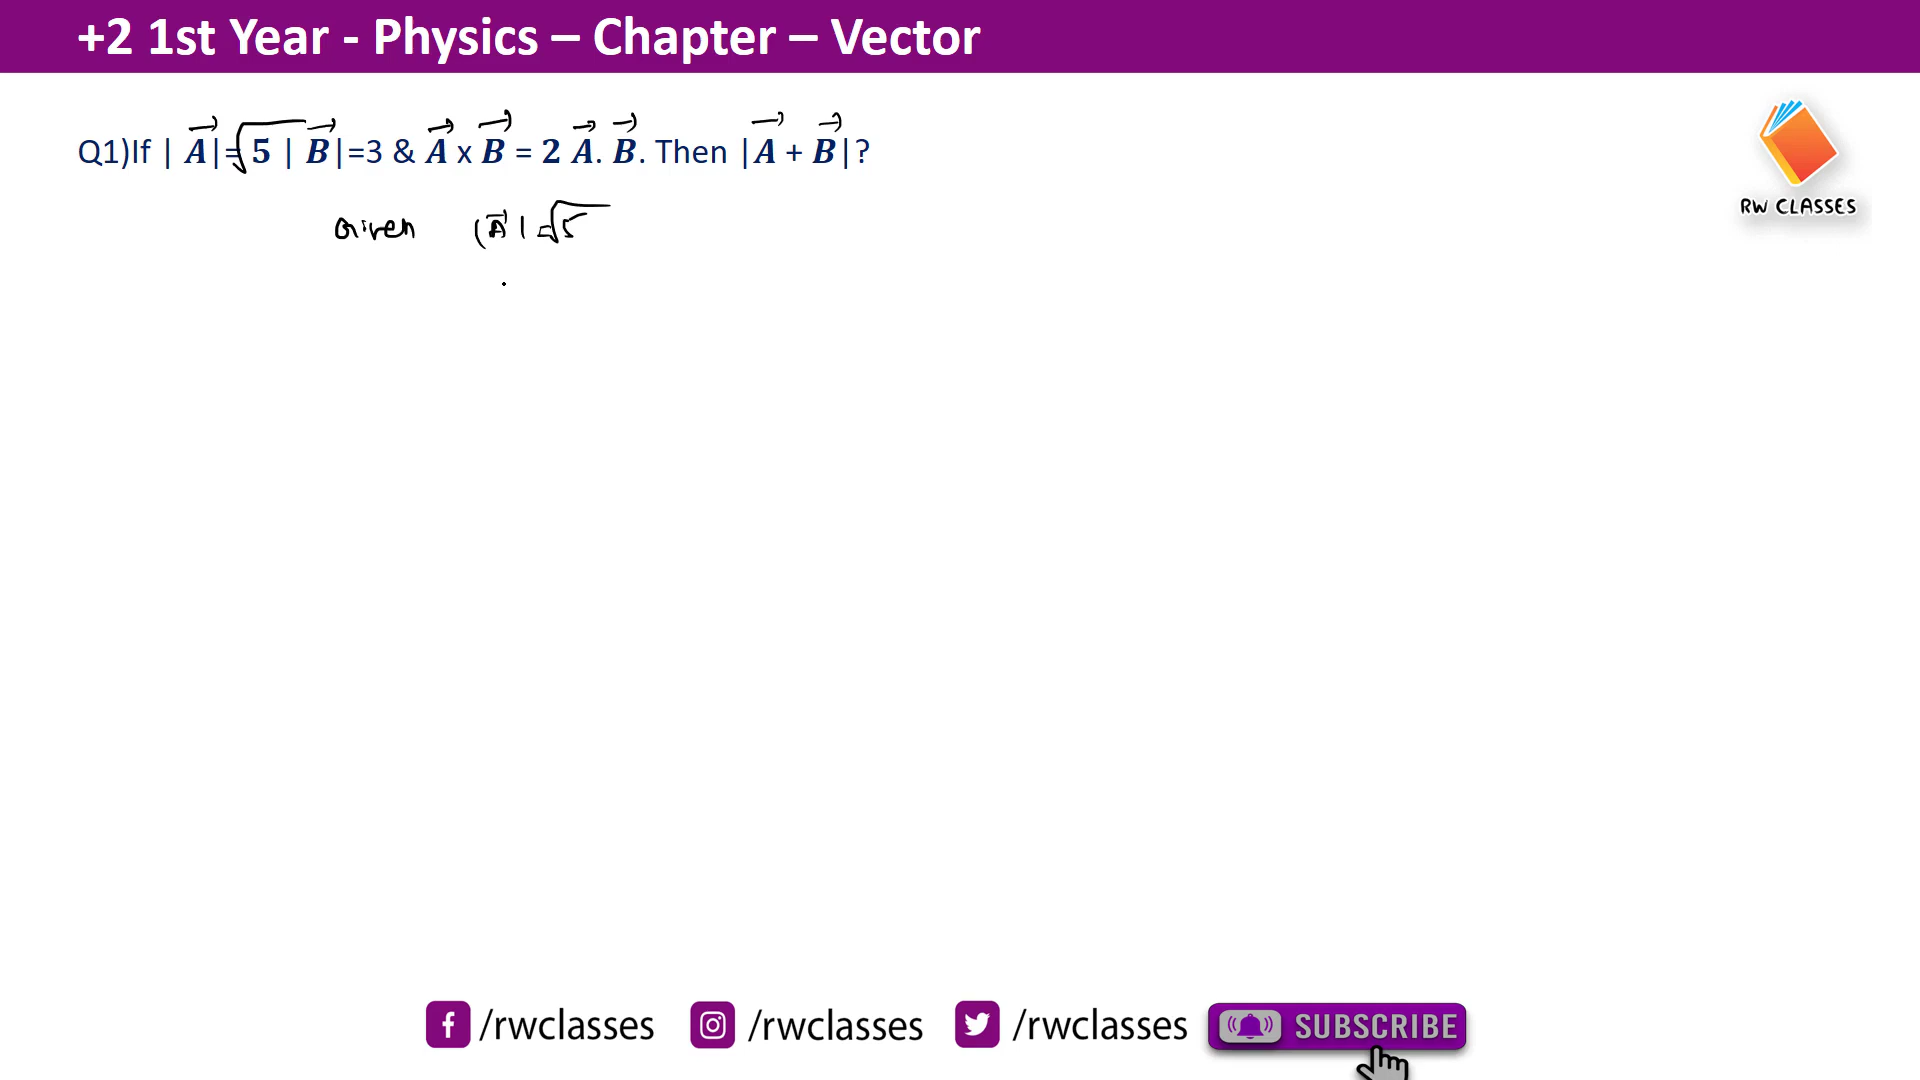 +2 1st Year - Physics – Chapter – Vector
Q1)If | A⃗|=√5 | B⃗|=3 & A⃗ x B⃗ = 2 A⃗. B⃗. Then |A⃗ + B⃗|?
RW CLASSES
Given |A⃗| = √5
/rwclasses /rwclasses /rwclasses SUBSCRIBE